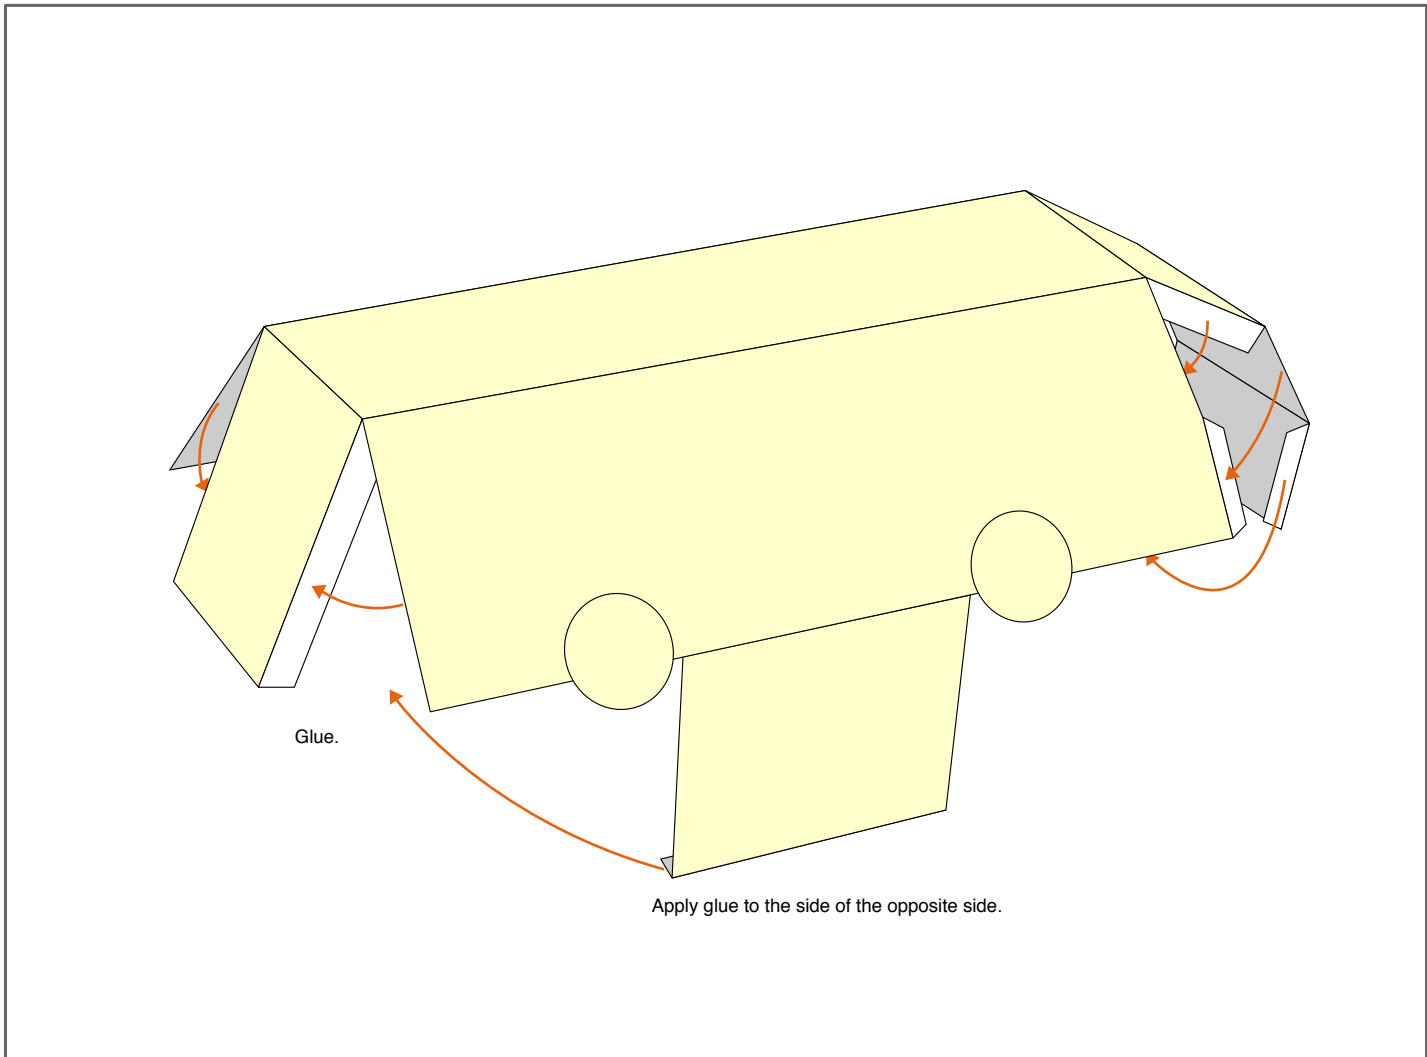 Glue.
Apply glue to the side of the opposite side.